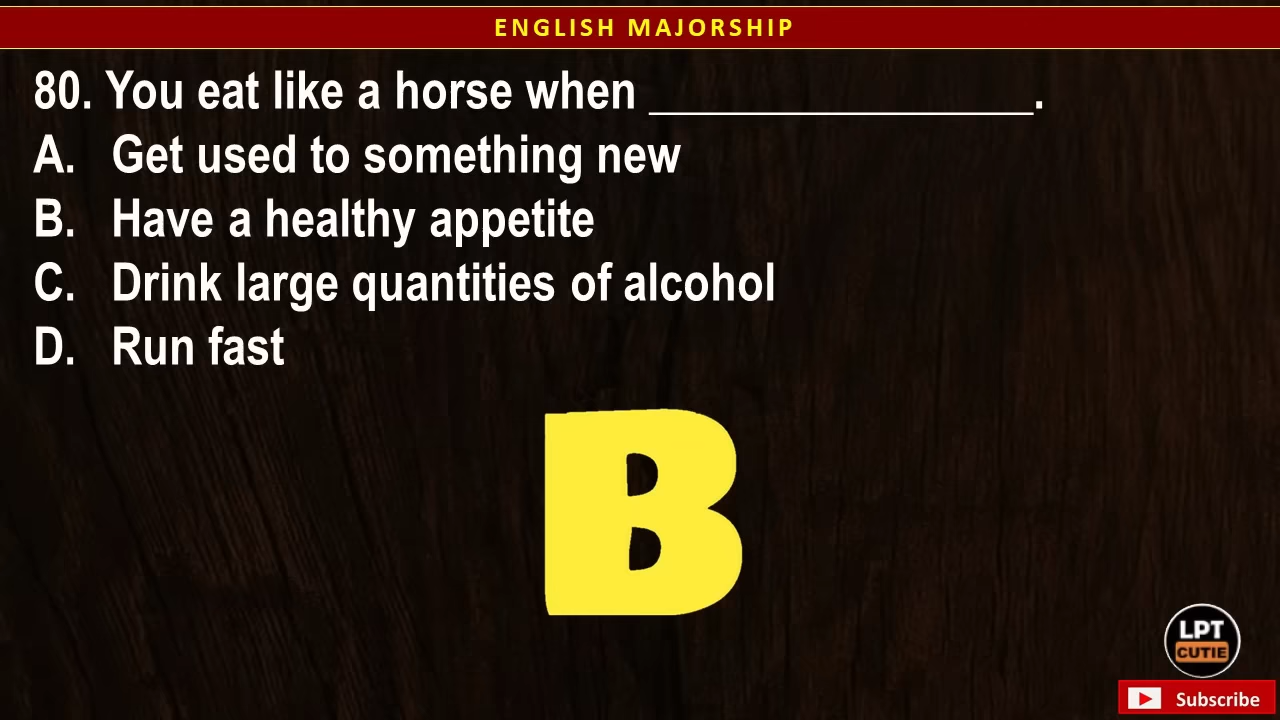 ENGLISH MAJORSHIP
80. You eat like a horse when _________________.
A. Get used to something new
B. Have a healthy appetite
C. Drink large quantities of alcohol
D. Run fast
B
LPT
CUTIE
Subscribe